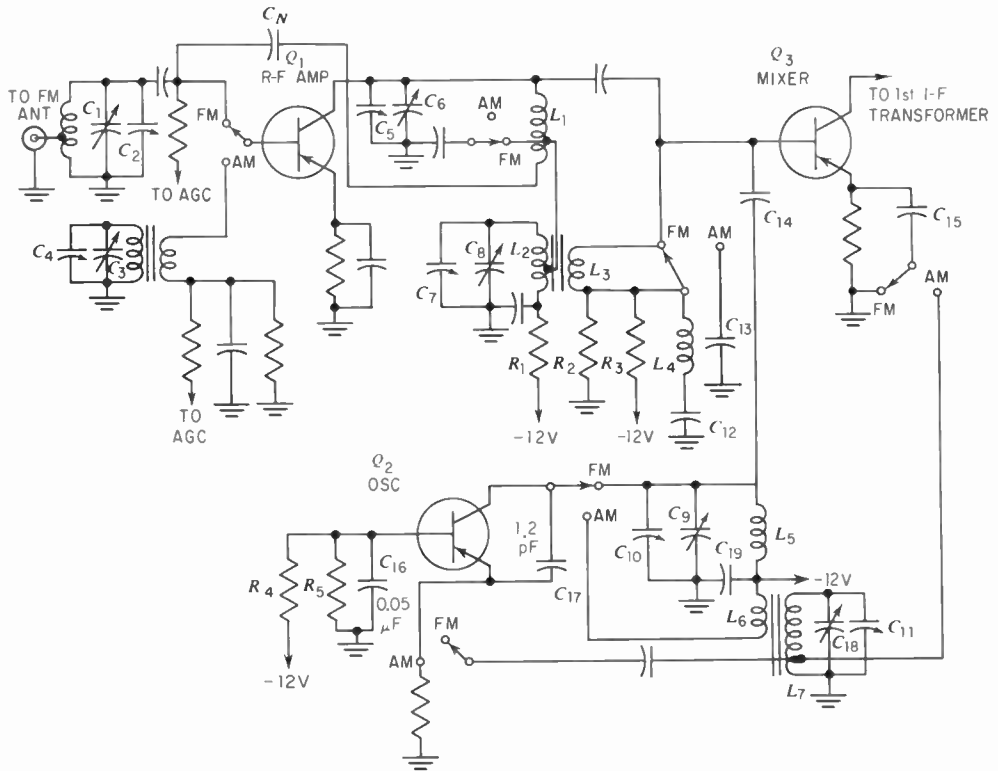 C_N
Q_1
R-F AMP
TO FM
ANT
C_1
C_2
FM
AM
TO AGC
C_4
C_3
TO
AGC
C_5
C_6
AM
FM
L_1
Q_3
MIXER
TO 1st I-F
TRANSFORMER
C_14
C_15
AM
FM
C_7
C_8
L_2
L_3
FM
AM
R_1
R_2
R_3
L_4
C_13
C_12
-12V
-12V
Q_2
OSC
FM
AM
1.2
pF
C_17
C_10
C_9
C_19
L_5
-12V
L_6
L_7
C_18
C_11
R_4
R_5
C_16
0.05
μF
-12V
FM
AM